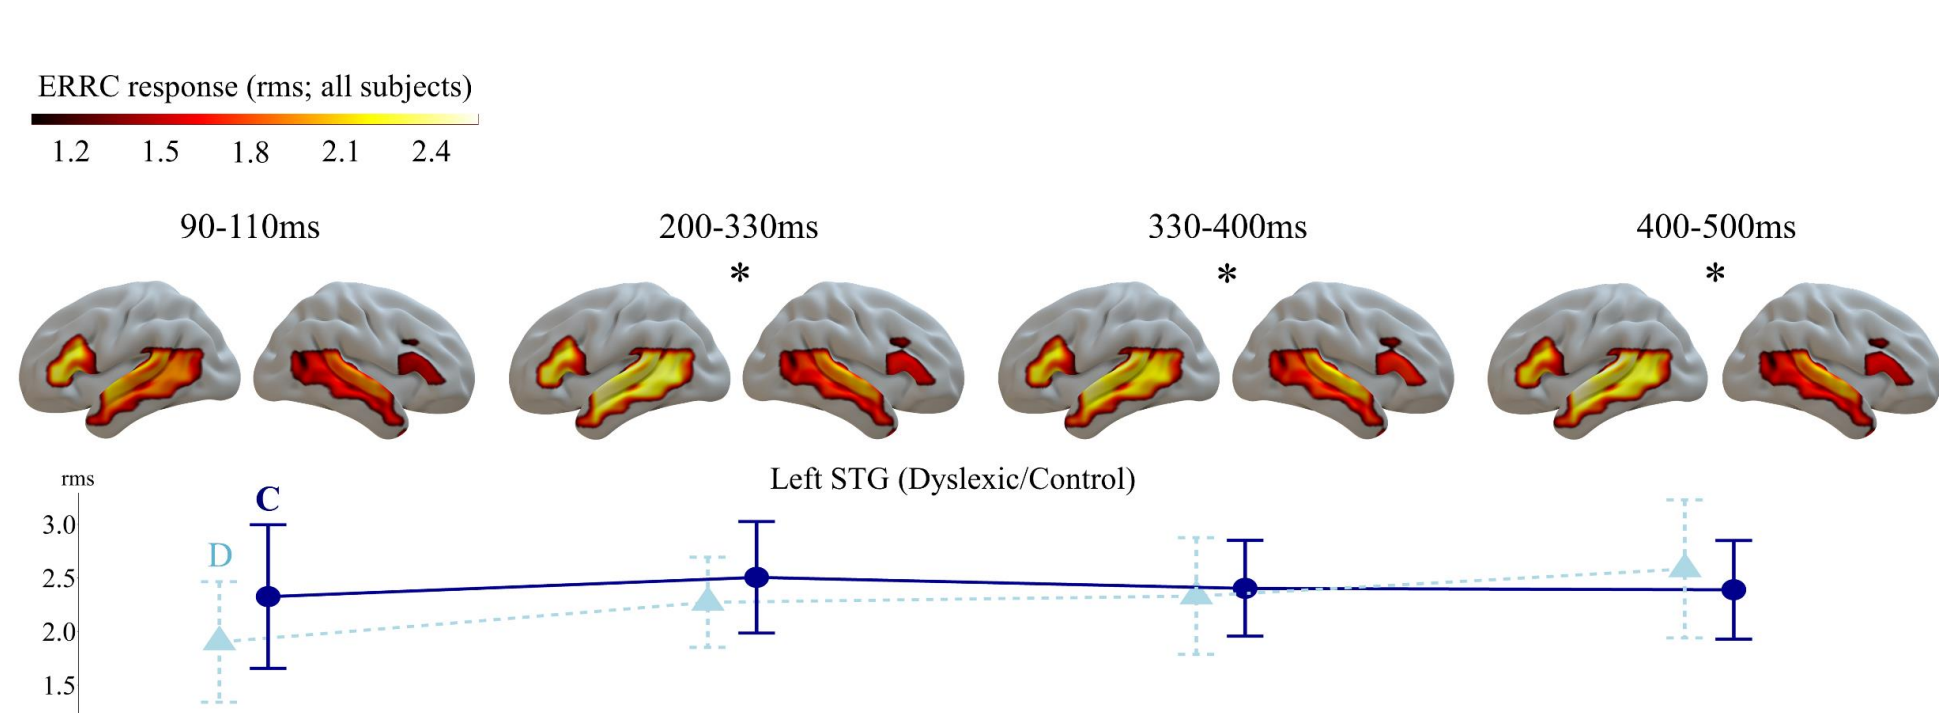 ERRC response (rms; all subjects)
1.2 1.5 1.8 2.1 2.4
90-110ms 200-330ms 330-400ms 400-500ms
* * *
Left STG (Dyslexic/Control)
rms
C
3.0
D
2.5
2.0
1.5